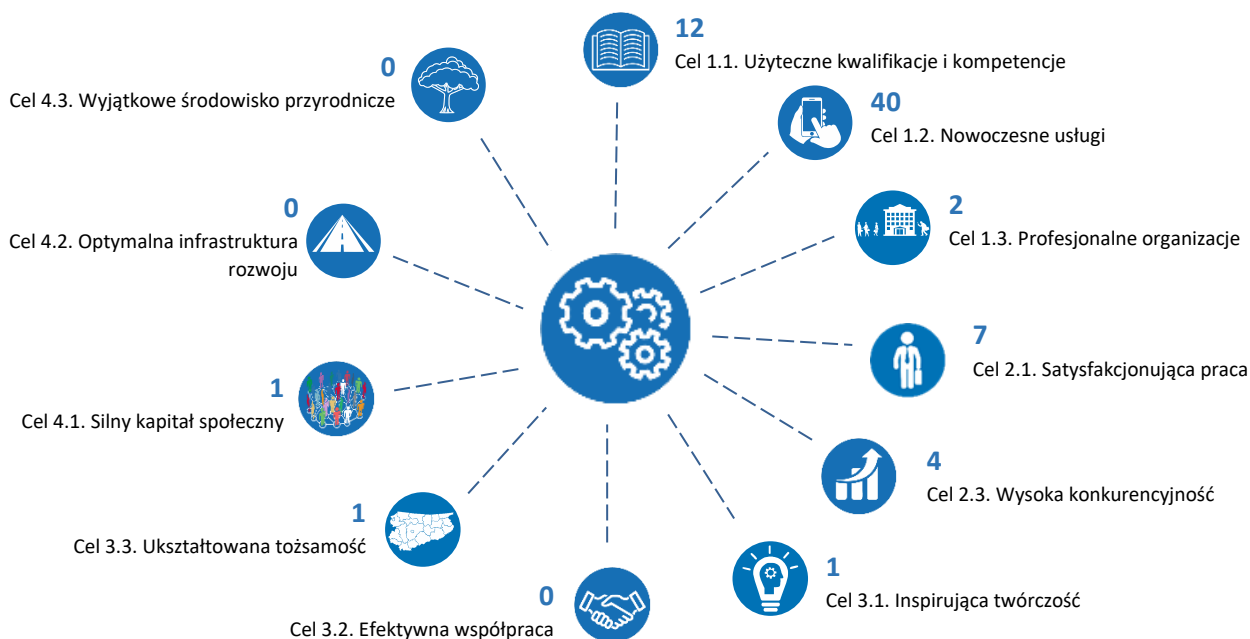 12
Cel 1.1. Użyteczne kwalifikacje i kompetencje
40
Cel 1.2. Nowoczesne usługi
2
Cel 1.3. Profesjonalne organizacje
7
Cel 2.1. Satysfakcjonująca praca
4
Cel 2.3. Wysoka konkurencyjność
1
Cel 3.1. Inspirująca twórczość
0
Cel 3.2. Efektywna współpraca
1
Cel 3.3. Ukształtowana tożsamość
1
Cel 4.1. Silny kapitał społeczny
0
Cel 4.2. Optymalna infrastruktura
rozwoju
0
Cel 4.3. Wyjątkowe środowisko przyrodnicze